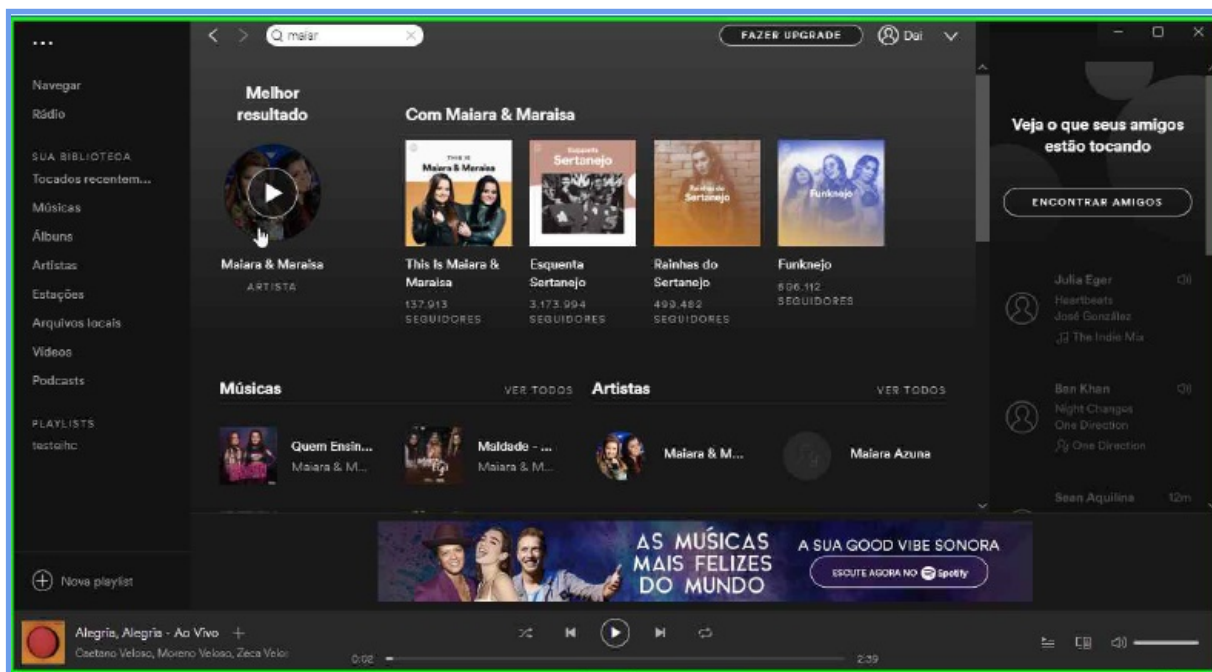 maiar
FAZER UPGRADE
Dai
Navegar
Rádio
SUA BIBLIOTECA
Tocados recentem...
Músicas
Álbuns
Artistas
Estações
Arquivos locais
Vídeos
Podcasts
PLAYLISTS
testeihc
Nova playlist
Melhor
resultado
Maiara & Maraisa
ARTISTA
Com Maiara & Maraisa
THIS IS
Maiara & Maraisa
Esquenta
Sertanejo
Rainhas do
Sertanejo
Funknejo
This Is Maiara &
Maraisa
137.913
SEGUIDORES
Esquenta
Sertanejo
3.173.994
SEGUIDORES
Rainhas do
Sertanejo
499.482
SEGUIDORES
Funknejo
696.112
SEGUIDORES
Músicas
VER TODOS
Quem Ensin...
Maiara & M...
Maldade - ...
Maiara & M...
Artistas
VER TODOS
Maiara & M...
Maiara Azuna
Veja o que seus amigos
estão tocando
ENCONTRAR AMIGOS
Julia Eger
Heartbeats
José González
The Indie Mix
Ben Khan
Night Changes
One Direction
One Direction
Sean Aquilina 12m
AS MÚSICAS
MAIS FELIZES
DO MUNDO
A SUA GOOD VIBE SONORA
ESCUTE AGORA NO Spotify
Alegria, Alegria - Ao Vivo
Caetano Veloso, Moreno Veloso, Zeca Velo
0:02
2:39